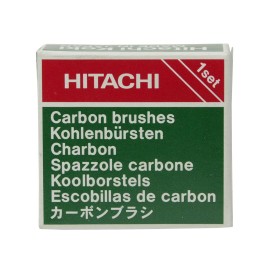 HITACHI
1set
Carbon brushes
Kohlenbürsten
Charbon
Spazzole carbone
Koolborstels
Escobillas de carbon
カーボンブラシ